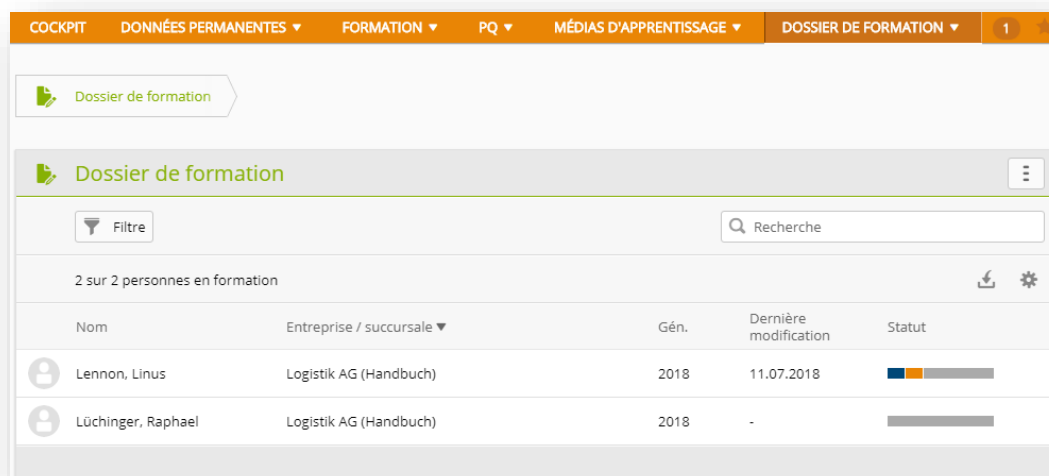 COCKPIT DONNÉES PERMANENTES ▼ FORMATION ▼ PQ ▼ MÉDIAS D'APPRENTISSAGE ▼ DOSSIER DE FORMATION ▼ 1
Dossier de formation
Dossier de formation
Filtre Recherche
2 sur 2 personnes en formation
Nom Entreprise / succursale ▼ Gén. Dernière modification Statut
Lennon, Linus Logistik AG (Handbuch) 2018 11.07.2018
Lüchinger, Raphael Logistik AG (Handbuch) 2018 -